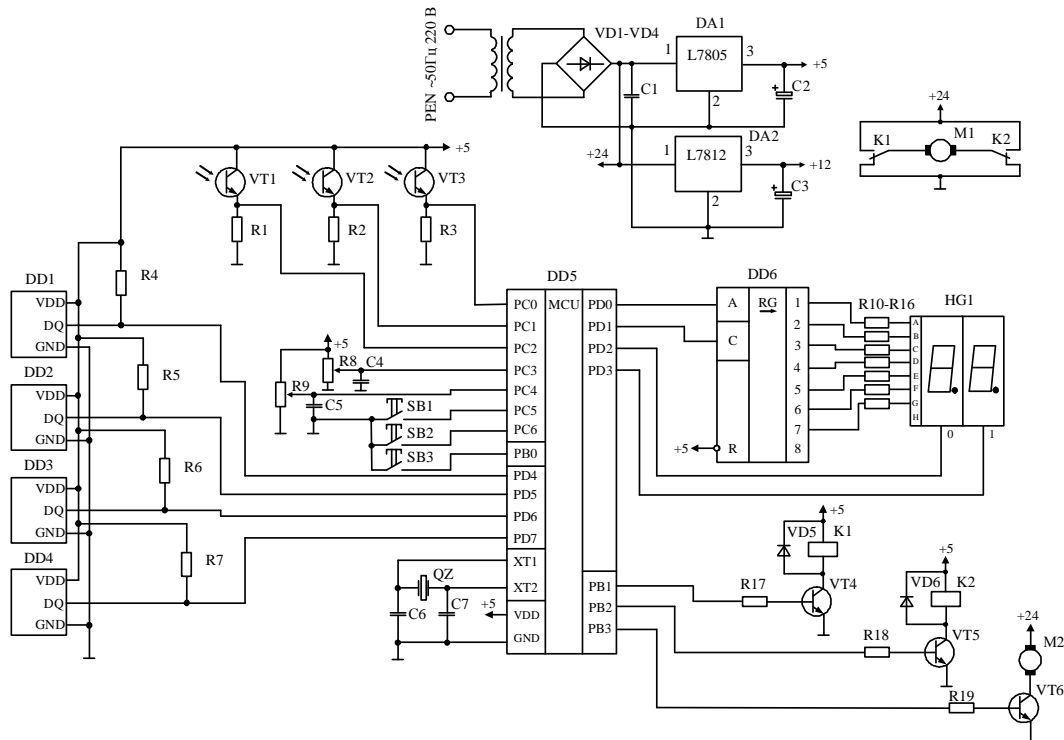 PEN ~50Гц 220 В
VD1-VD4
DA1
1
L7805
3
2
+5
C1
C2
+
DA2
+24
1
L7812
3
2
+12
C3
+
+24
K1
M1
K2
+5
VT1
VT2
VT3
R1
R2
R3
R4
R5
R6
R7
DD1
VDD
DQ
GND
DD2
VDD
DQ
GND
DD3
VDD
DQ
GND
DD4
VDD
DQ
GND
+5
R8
C4
R9
C5
SB1
SB2
SB3
QZ
C6
C7
+5
DD5
MCU
PC0
PC1
PC2
PC3
PC4
PC5
PC6
PB0
PD4
PD5
PD6
PD7
XT1
XT2
VDD
GND
PD0
PD1
PD2
PD3
PB1
PB2
PB3
DD6
A
C
R
RG
+5
1
2
3
4
5
6
7
8
R10-R16
HG1
A
B
C
D
E
F
G
H
0
1
+5
VD5
K1
R17
VT4
+5
VD6
K2
R18
VT5
+24
M2
R19
VT6